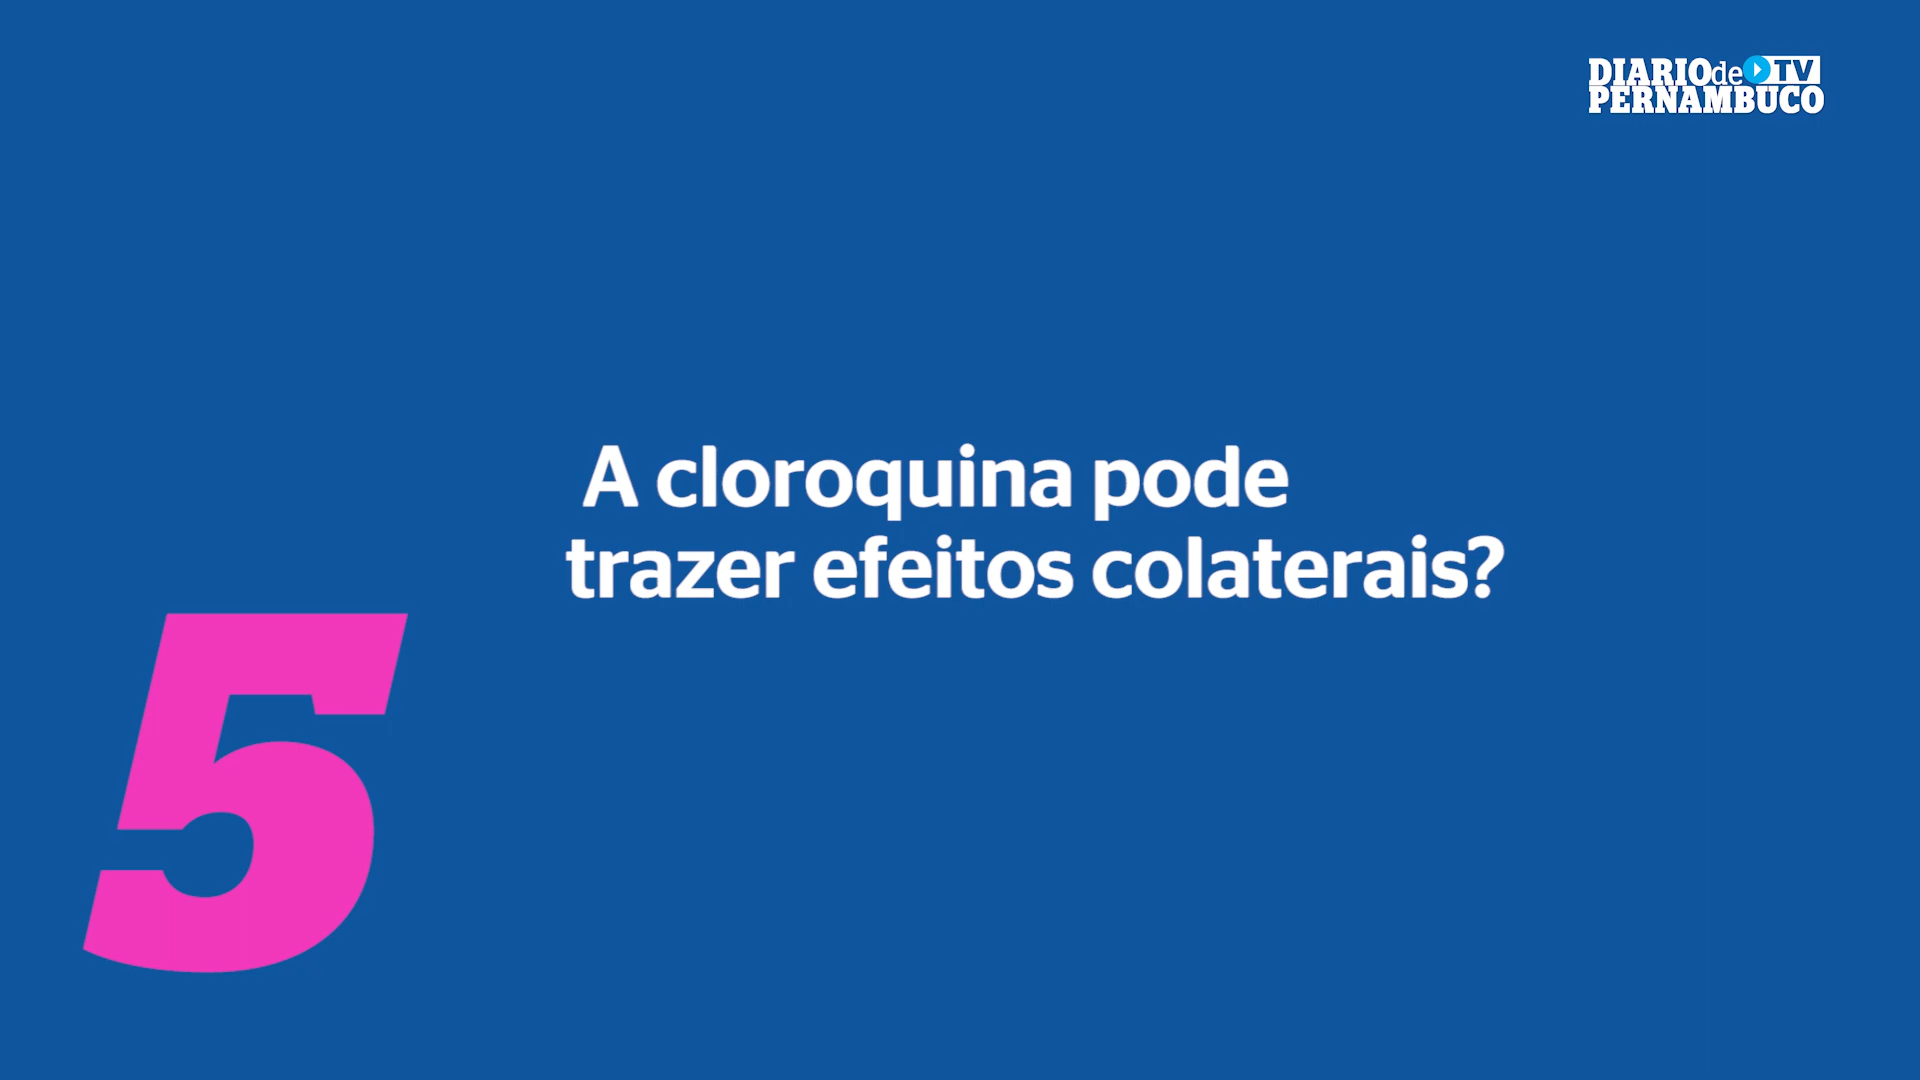 DIARIO de TV
PERNAMBUCO
A cloroquina pode
trazer efeitos colaterais?
5